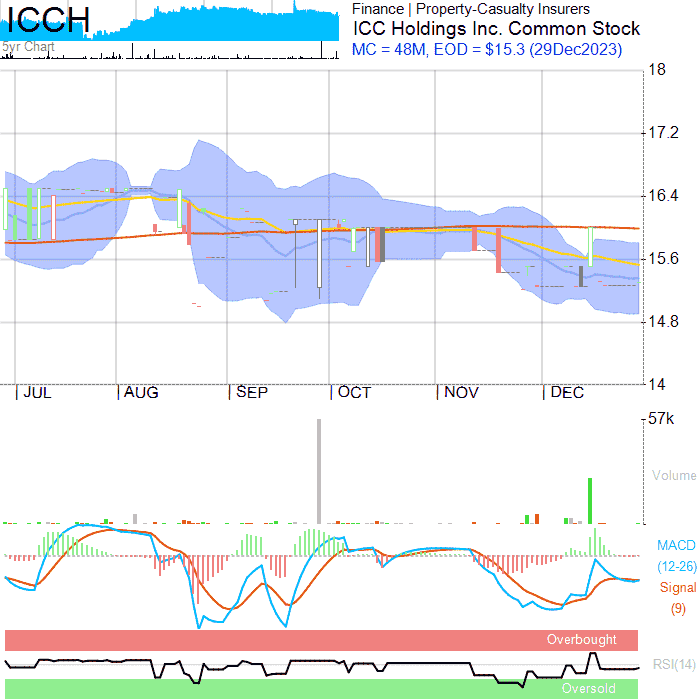 ICCH
5yr Chart
Finance | Property-Casualty Insurers
ICC Holdings Inc. Common Stock
MC = 48M, EOD = $15.3 (29Dec2023)
18
17.2
16.4
15.6
14.8
14
JUL AUG SEP OCT NOV DEC
57k
Volume
MACD
(12-26)
Signal
(9)
Overbought
RSI(14)
Oversold